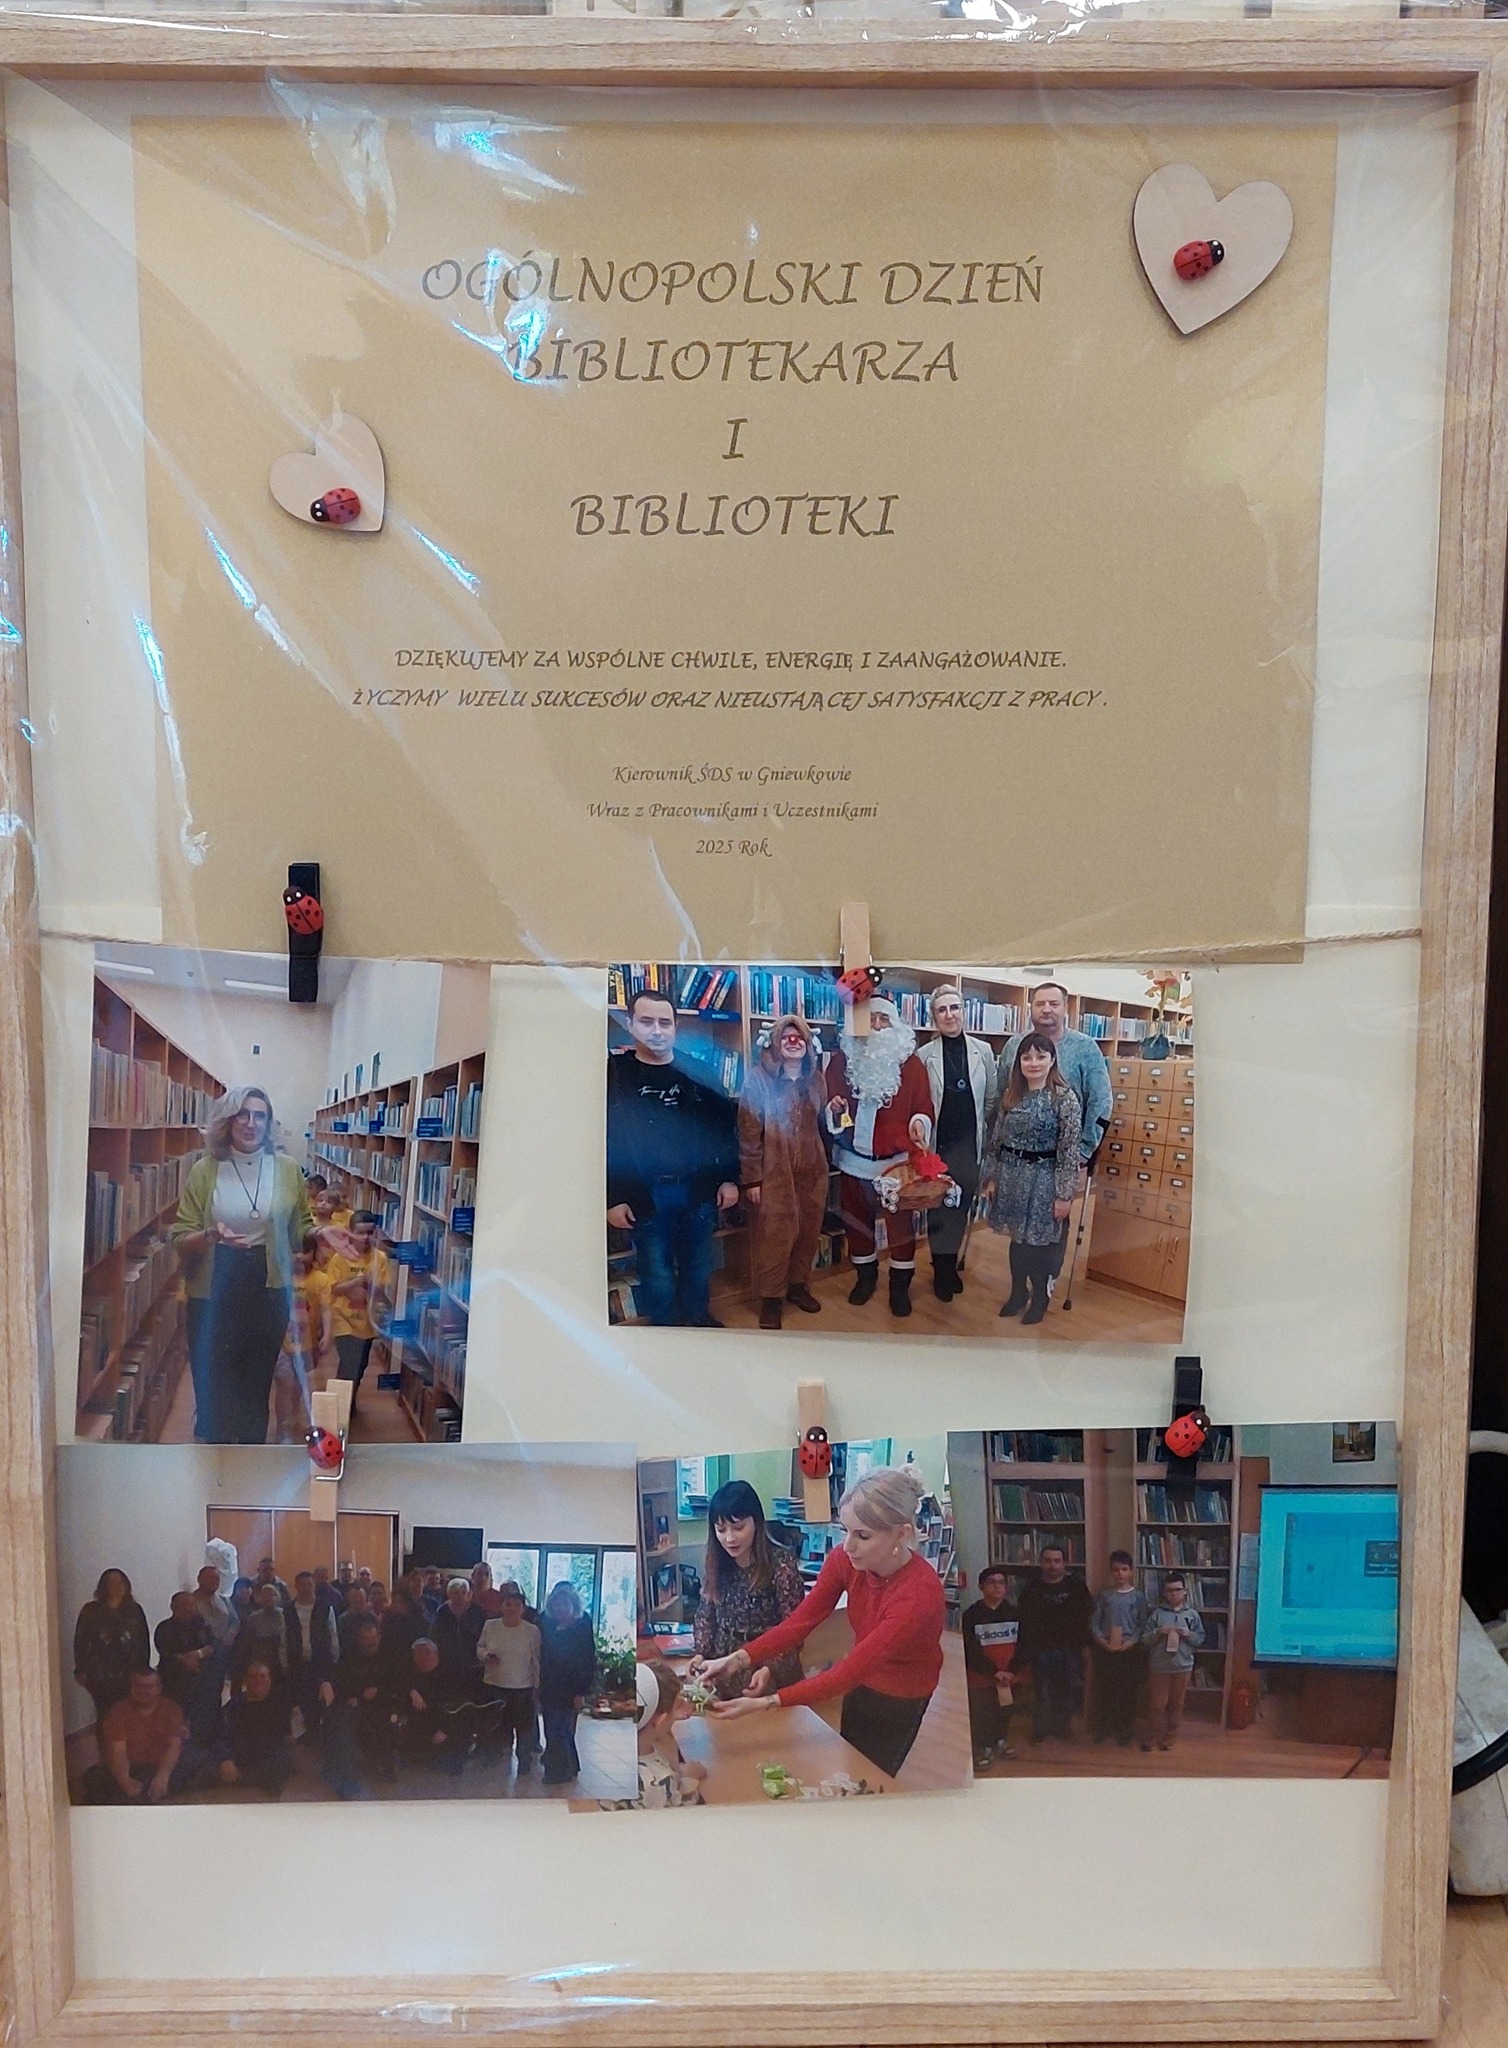 OGÓLNOPOLSKI DZIEŃ
BIBLIOTEKARZA
I
BIBLIOTEKI
DZIĘKUJEMY ZA WSPÓLNE CHWILE, ENERGIĘ I ZAANGAŻOWANIE.
ŻYCZYMY WIELU SUKCESÓW ORAZ NIEUSTAJĄCEJ SATYSFAKCJI Z PRACY.
Kierownik ŚDS w Gniewkowie
Wraz z Pracownikami i Uczestnikami
2025 Rok
adidas